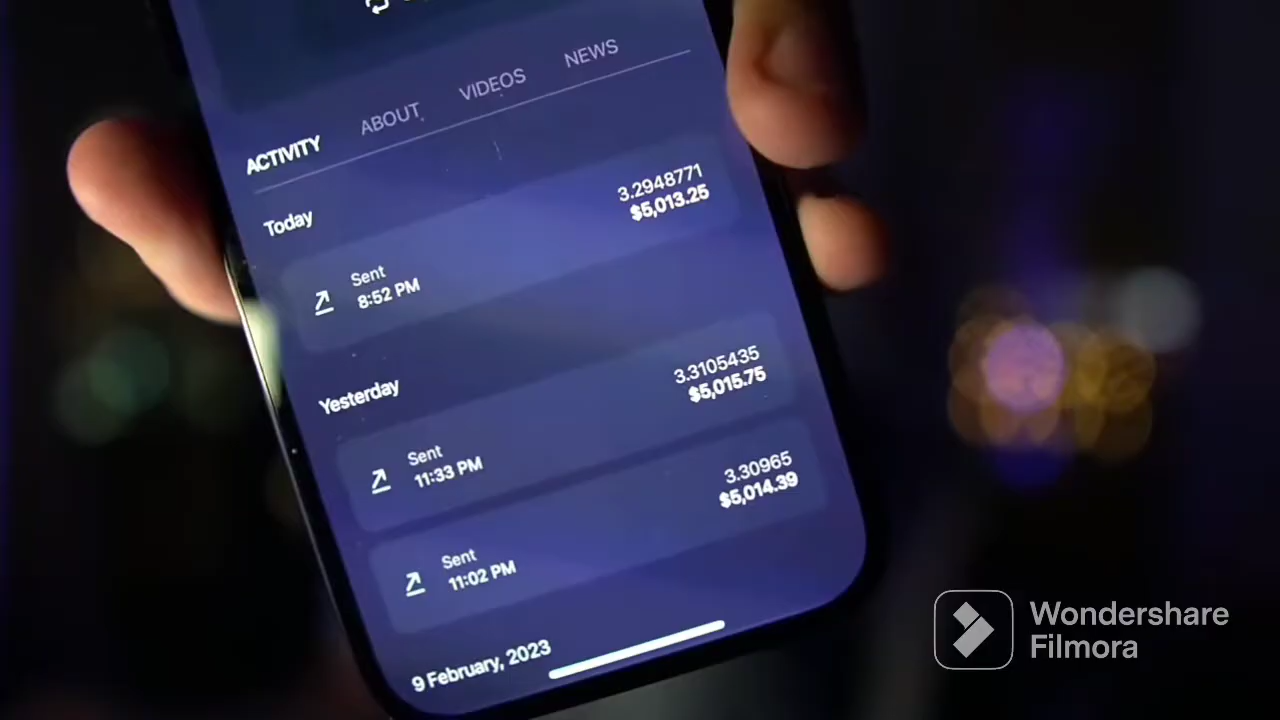 ACTIVITY ABOUT VIDEOS NEWS
Today
3.2948771
$5,013.25
Sent
8:52 PM
Yesterday
3.3105435
$5,015.75
Sent
11:33 PM
3.30965
$5,014.39
Sent
11:02 PM
9 February, 2023
Wondershare
Filmora